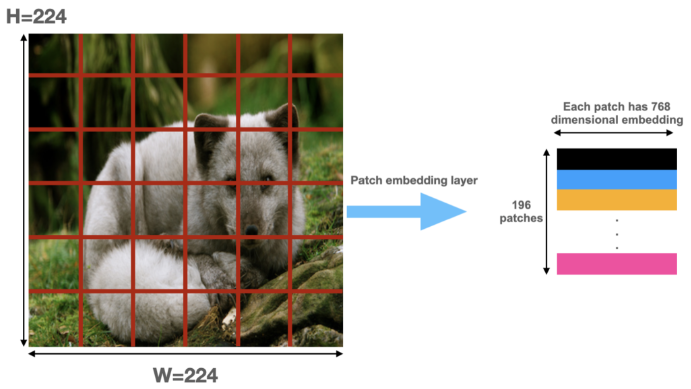 H=224
W=224
Patch embedding layer
Each patch has 768
dimensional embedding
196
patches